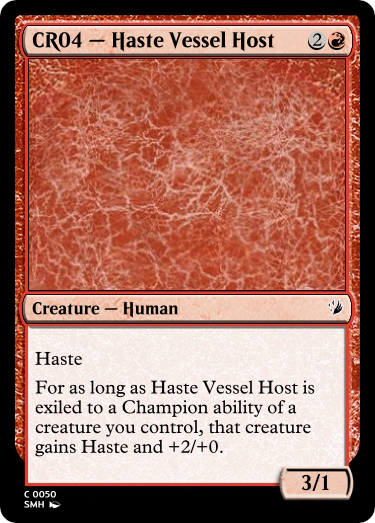 CR04 — Haste Vessel Host 2
Creature — Human
Haste
For as long as Haste Vessel Host is
exiled to a Champion ability of a
creature you control, that creature
gains Haste and +2/+0.
3/1
C 0050
SMH